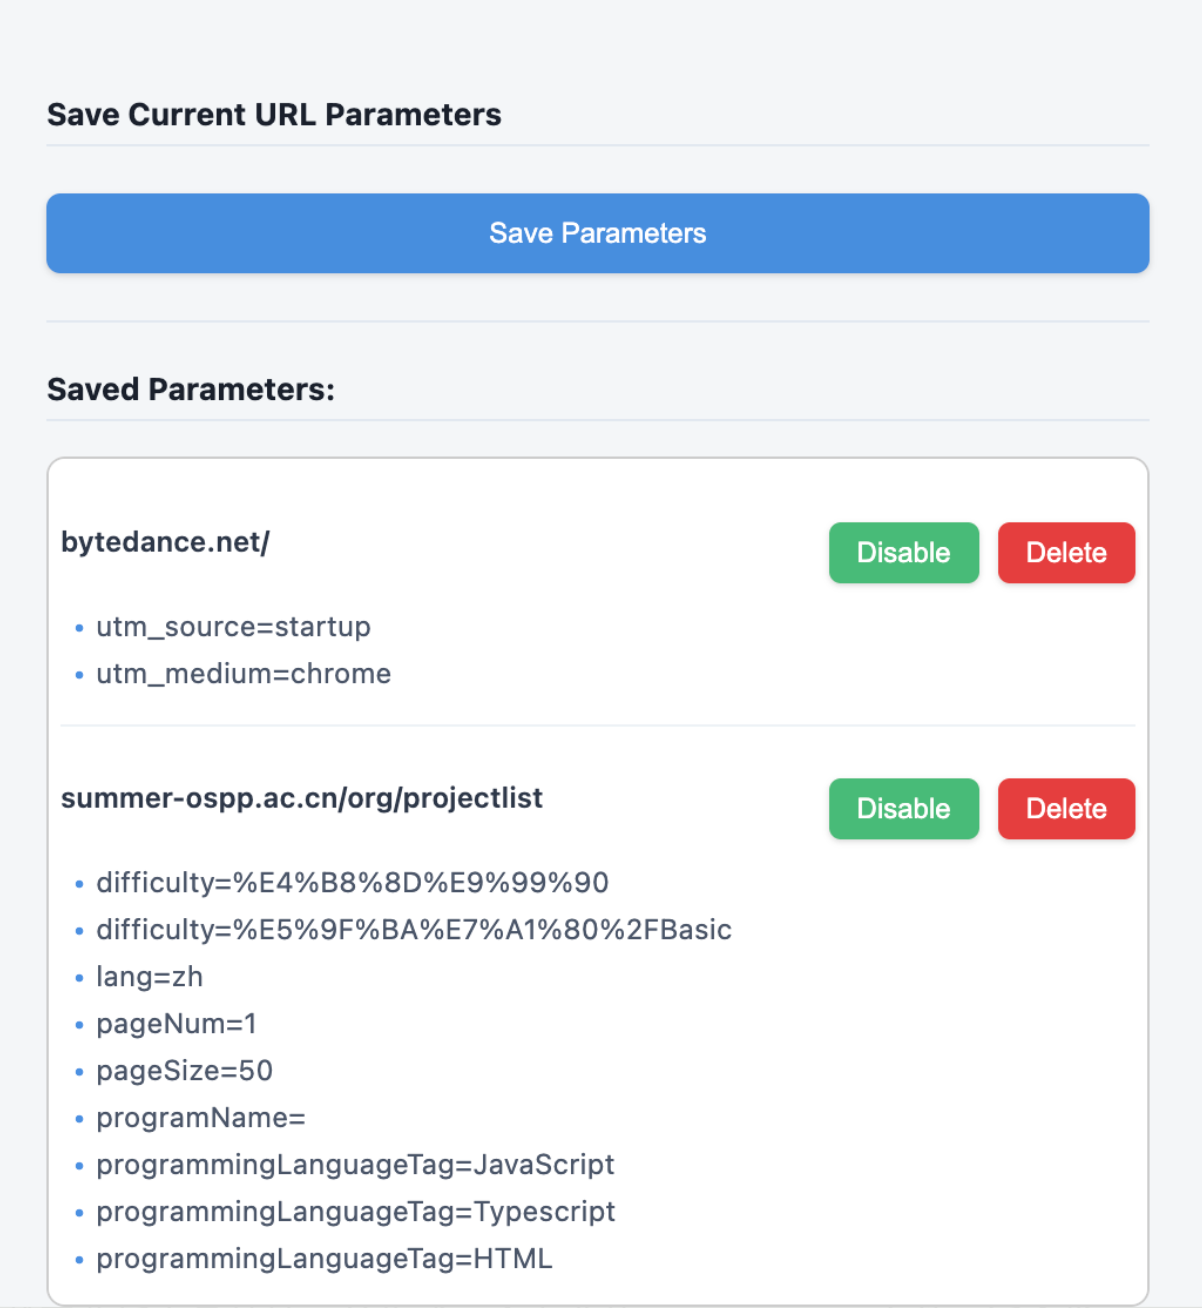 Save Current URL Parameters
Save Parameters
Saved Parameters:
bytedance.net/
Disable
Delete
• utm_source=startup
• utm_medium=chrome
summer-ospp.ac.cn/org/projectlist
Disable
Delete
• difficulty=%E4%B8%8D%E9%99%90
• difficulty=%E5%9F%BA%E7%A1%80%2FBasic
• lang=zh
• pageNum=1
• pageSize=50
• programName=
• programmingLanguageTag=JavaScript
• programmingLanguageTag=Typescript
• programmingLanguageTag=HTML